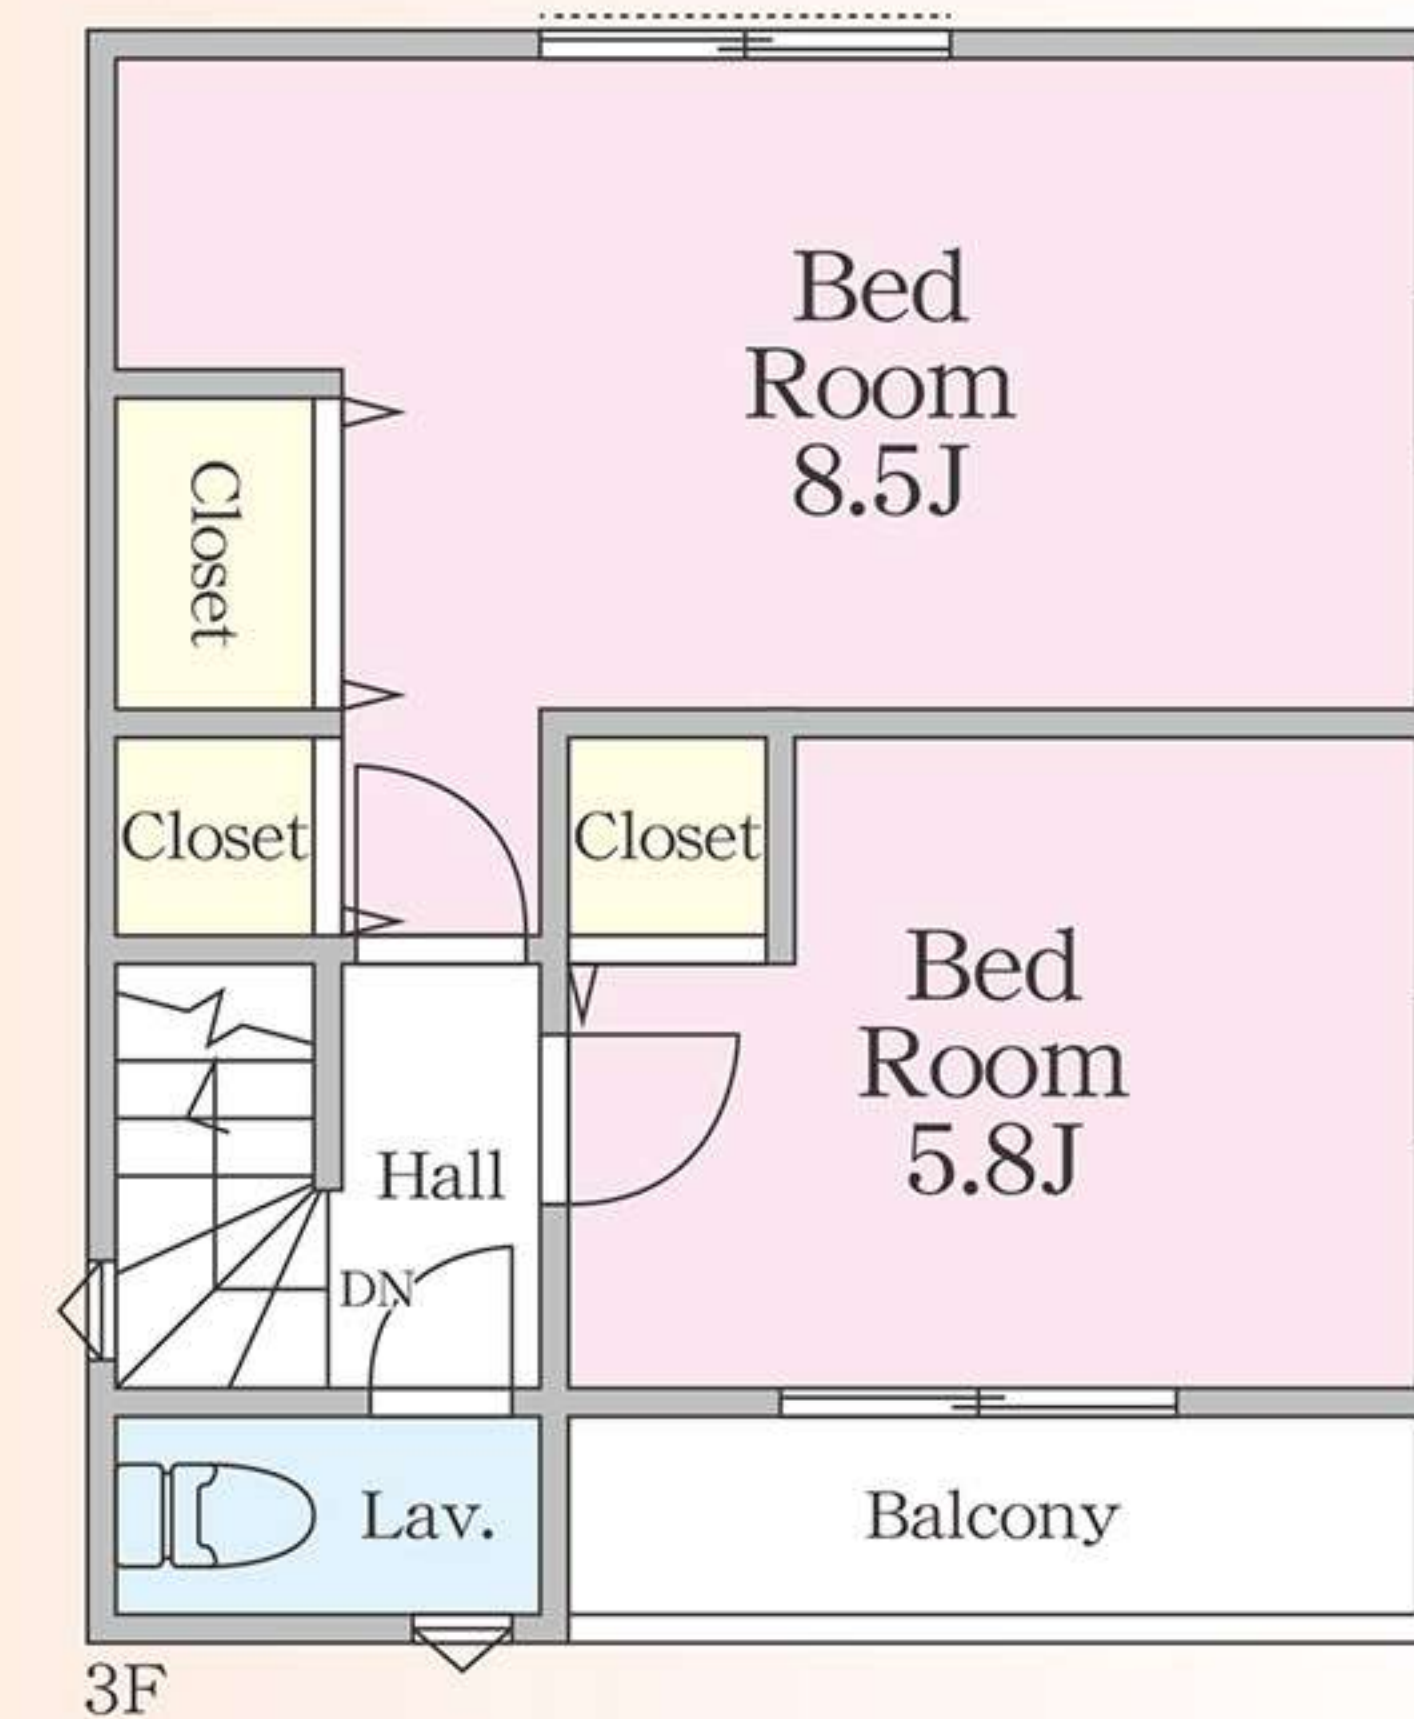 Bed
Room
8.5J
Closet
Closet
Closet
Bed
Room
5.8J
Hall
DN
Lav.
Balcony
3F